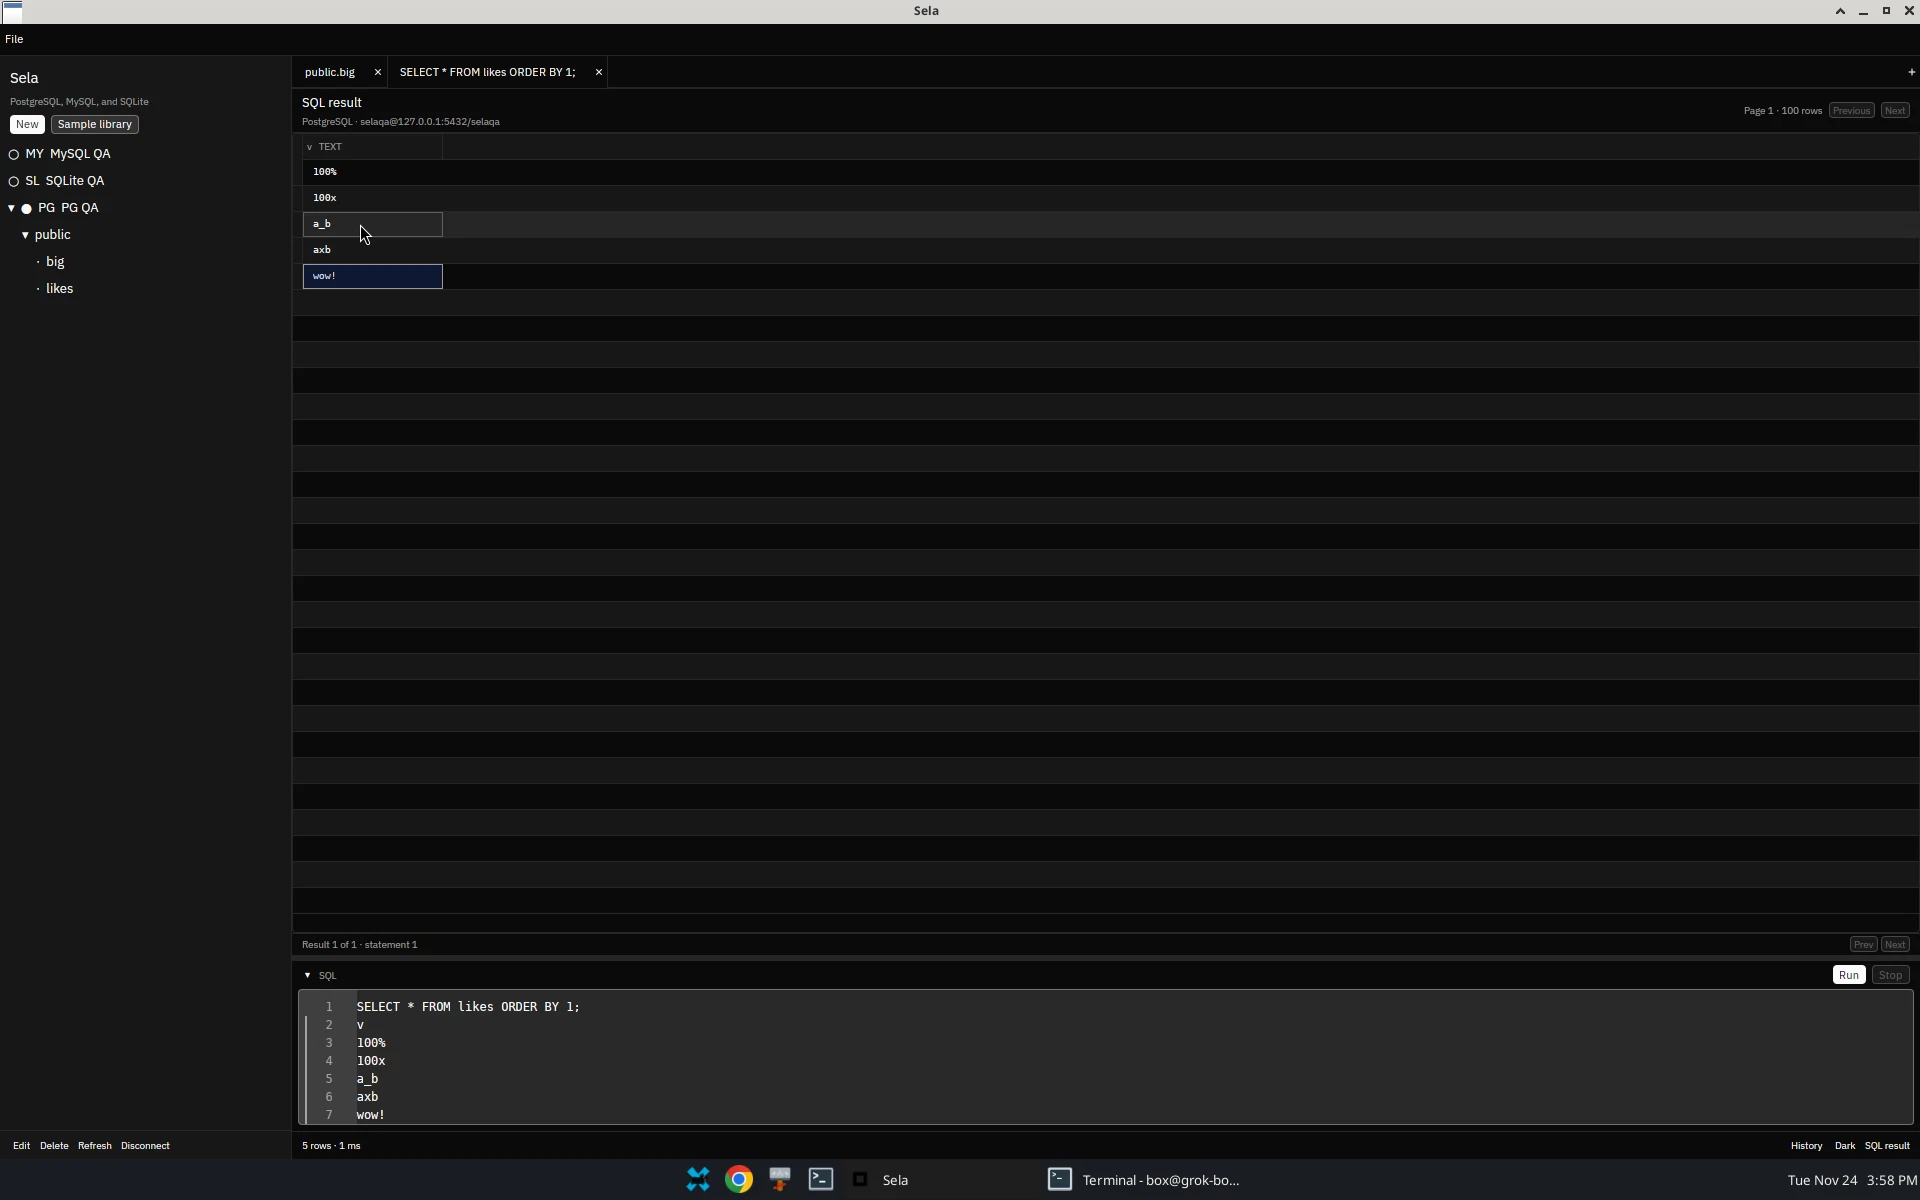 Sela
File
Sela
PostgreSQL, MySQL, and SQLite
New Sample library
MY MySQL QA
SL SQLite QA
▼ PG PG QA
▼ public
· big
· likes
public.big × SELECT * FROM likes ORDER BY 1; × +
SQL result
PostgreSQL · selaqa@127.0.0.1:5432/selaqa
Page 1 · 100 rows Previous Next
v TEXT
100%
100x
a_b
axb
wow!
Result 1 of 1 · statement 1 Prev Next
▼ SQL Run Stop
1 SELECT * FROM likes ORDER BY 1;
2 v
3 100%
4 100x
5 a_b
6 axb
7 wow!
Edit Delete Refresh Disconnect
5 rows · 1 ms
History Dark SQL result
Sela
Terminal - box@grok-bo...
Tue Nov 24 3:58 PM